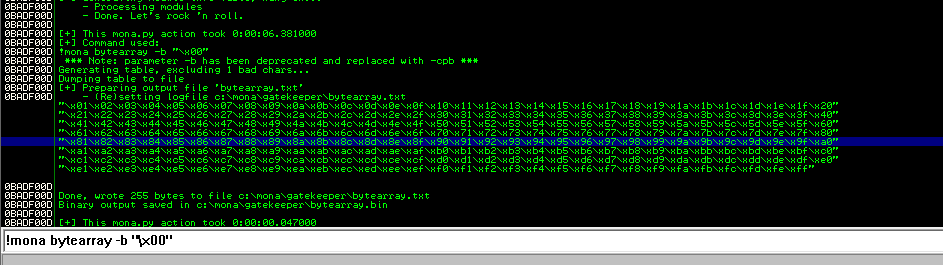 0BADF00D - Processing modules
0BADF00D - Done. Let's rock 'n roll.
0BADF00D
0BADF00D [+] This mona.py action took 0:00:06.381000
0BADF00D [+] Command used:
0BADF00D !mona bytearray -b "\x00"
0BADF00D *** Note: parameter -b has been deprecated and replaced with -cpb ***
0BADF00D Generating table, excluding 1 bad chars...
0BADF00D Dumping table to file
0BADF00D [+] Preparing output file 'bytearray.txt'
0BADF00D - (Re)setting logfile c:\mona\gatekeeper\bytearray.txt
"\x01\x02\x03\x04\x05\x06\x07\x08\x09\x0a\x0b\x0c\x0d\x0e\x0f\x10\x11\x12\x13\x14\x15\x16\x17\x18\x19\x1a\x1b\x1c\x1d\x1e\x1f\x20"
"\x21\x22\x23\x24\x25\x26\x27\x28\x29\x2a\x2b\x2c\x2d\x2e\x2f\x30\x31\x32\x33\x34\x35\x36\x37\x38\x39\x3a\x3b\x3c\x3d\x3e\x3f\x40"
"\x41\x42\x43\x44\x45\x46\x47\x48\x49\x4a\x4b\x4c\x4d\x4e\x4f\x50\x51\x52\x53\x54\x55\x56\x57\x58\x59\x5a\x5b\x5c\x5d\x5e\x5f\x60"
"\x61\x62\x63\x64\x65\x66\x67\x68\x69\x6a\x6b\x6c\x6d\x6e\x6f\x70\x71\x72\x73\x74\x75\x76\x77\x78\x79\x7a\x7b\x7c\x7d\x7e\x7f\x80"
"\x81\x82\x83\x84\x85\x86\x87\x88\x89\x8a\x8b\x8c\x8d\x8e\x8f\x90\x91\x92\x93\x94\x95\x96\x97\x98\x99\x9a\x9b\x9c\x9d\x9e\x9f\xa0"
"\xa1\xa2\xa3\xa4\xa5\xa6\xa7\xa8\xa9\xaa\xab\xac\xad\xae\xaf\xb0\xb1\xb2\xb3\xb4\xb5\xb6\xb7\xb8\xb9\xba\xbb\xbc\xbd\xbe\xbf\xc0"
"\xc1\xc2\xc3\xc4\xc5\xc6\xc7\xc8\xc9\xca\xcb\xcc\xcd\xce\xcf\xd0\xd1\xd2\xd3\xd4\xd5\xd6\xd7\xd8\xd9\xda\xdb\xdc\xdd\xde\xdf\xe0"
"\xe1\xe2\xe3\xe4\xe5\xe6\xe7\xe8\xe9\xea\xeb\xec\xed\xee\xef\xf0\xf1\xf2\xf3\xf4\xf5\xf6\xf7\xf8\xf9\xfa\xfb\xfc\xfd\xfe\xff"
0BADF00D
0BADF00D Done, wrote 255 bytes to file c:\mona\gatekeeper\bytearray.txt
0BADF00D Binary output saved in c:\mona\gatekeeper\bytearray.bin
0BADF00D
0BADF00D [+] This mona.py action took 0:00:00.047000
!mona bytearray -b "\x00"